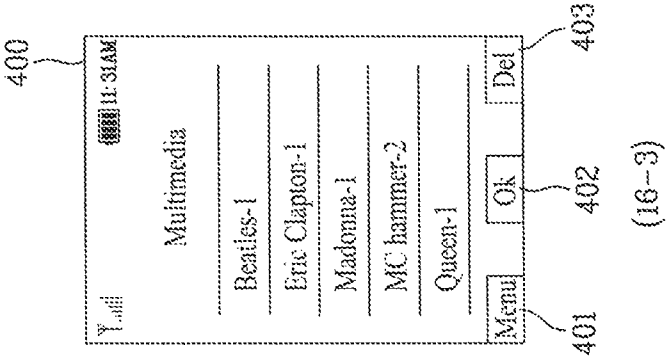 400
11:31AM
Multimedia
Beatles-1
Eric Clapton-1
Madonna-1
MC hammer-2
Queen-1
Menu Ok Del
401 402 403
(16-3)